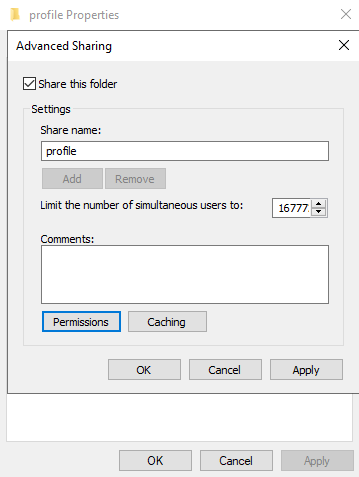 profile Properties
Advanced Sharing
Share this folder
Settings
Share name:
profile
Add Remove
Limit the number of simultaneous users to: 16777
Comments:
Permissions Caching
OK Cancel Apply
OK Cancel Apply